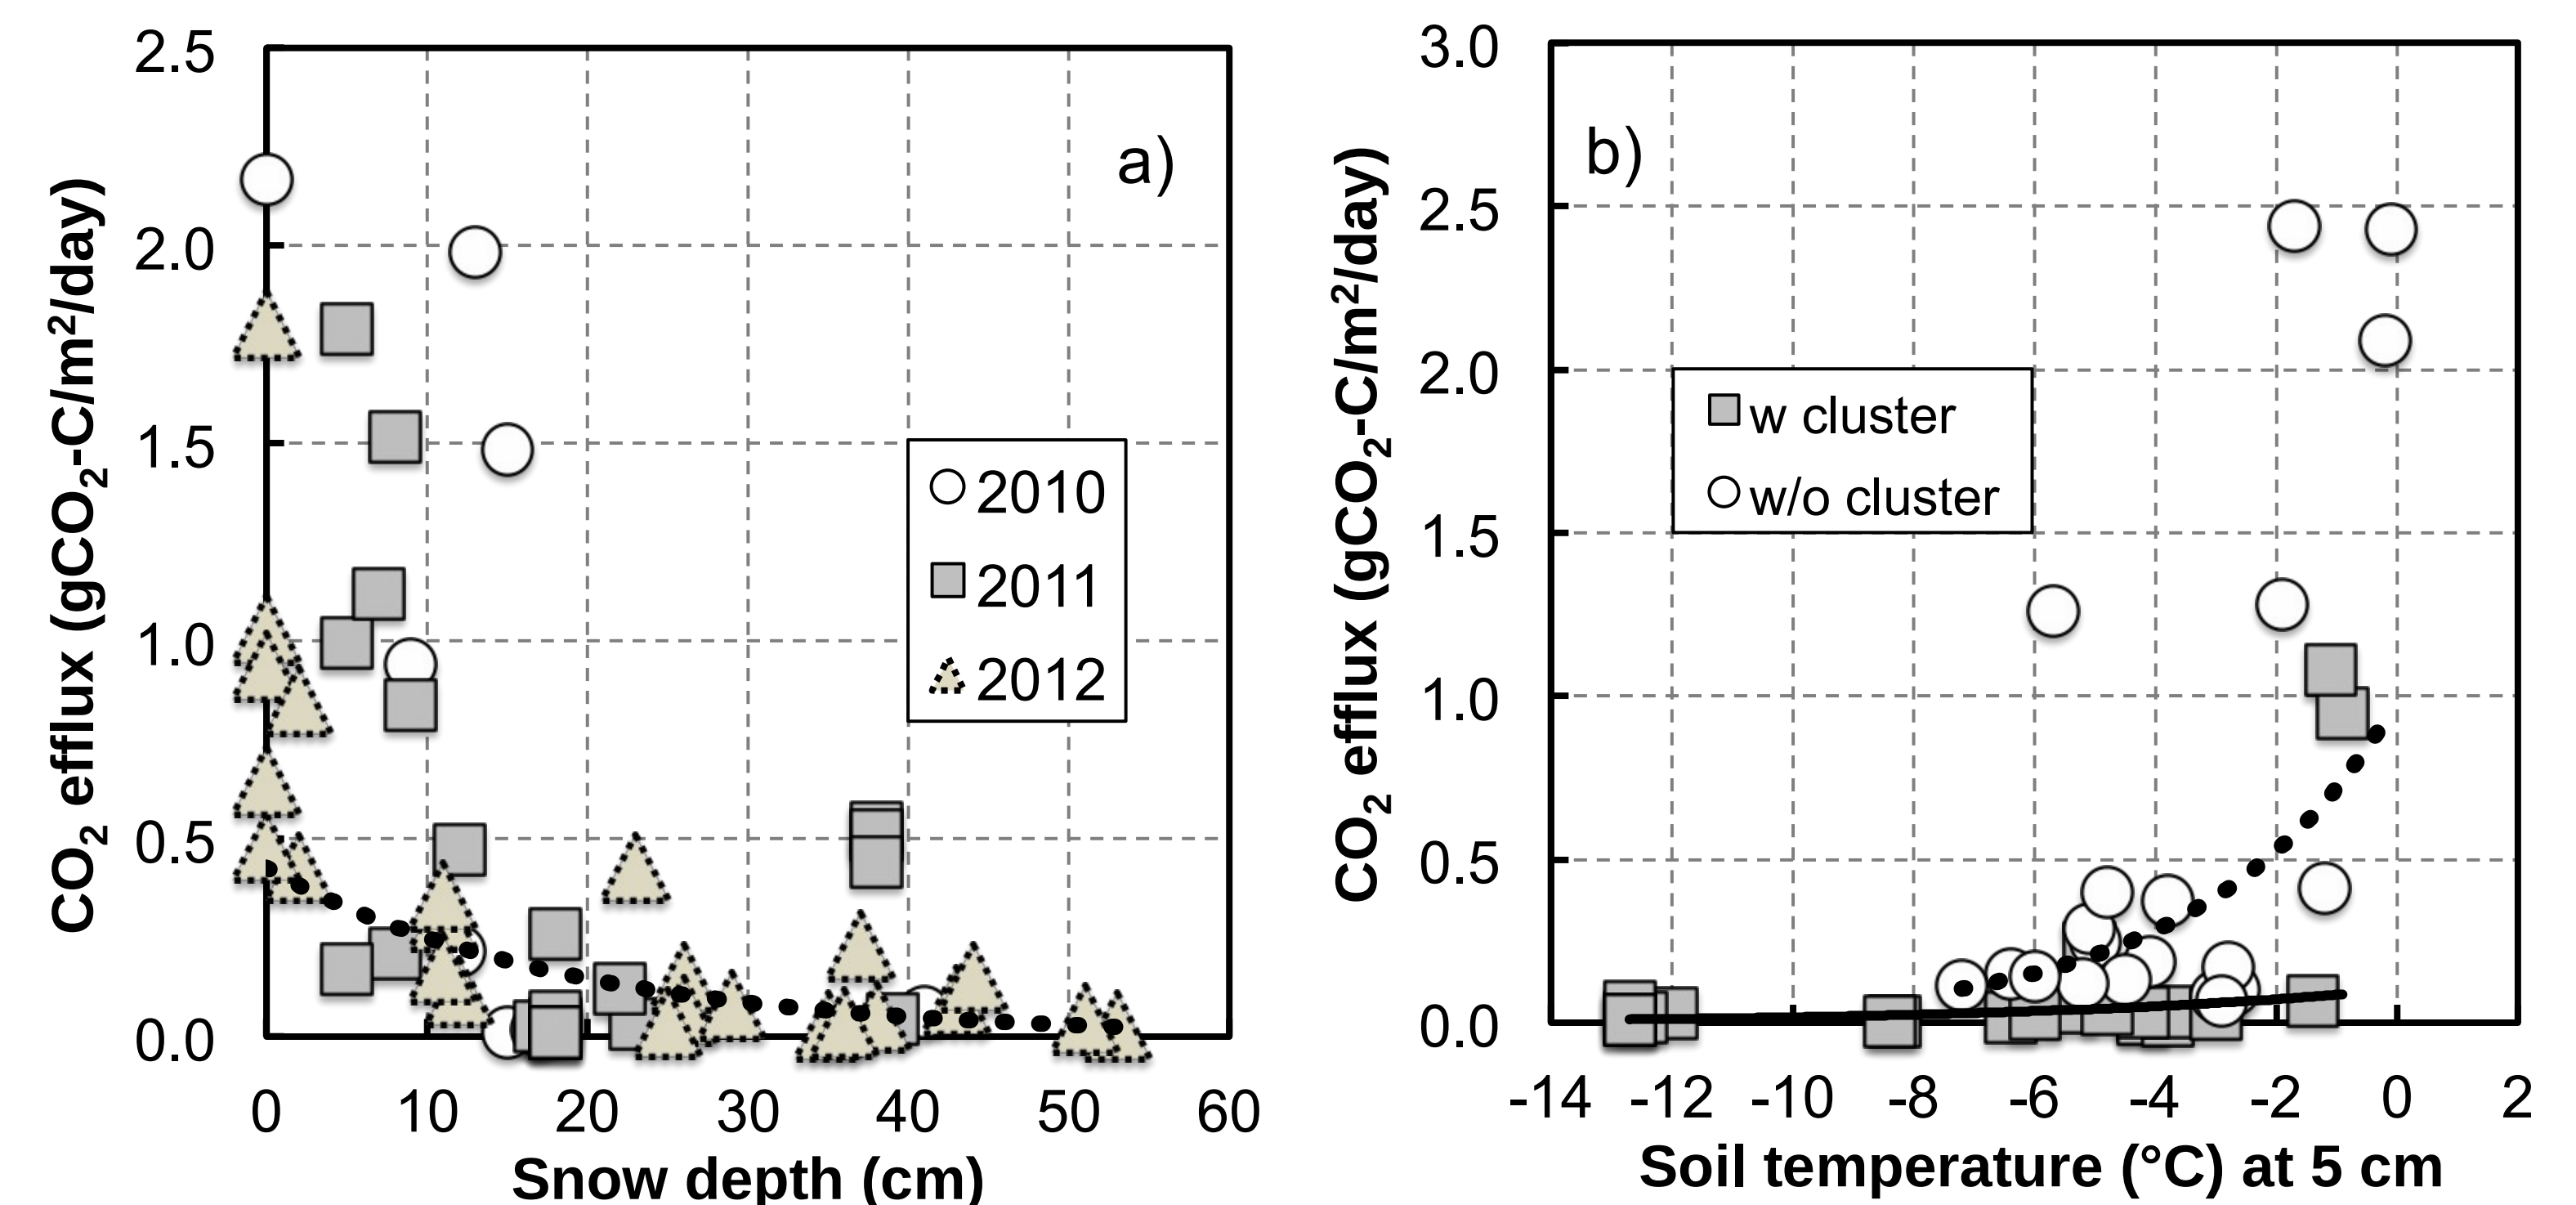 2.5
2.0
1.5
1.0
0.5
0.0
CO₂ efflux (gCO₂-C/m²/day)
a)
2010
2011
2012
0 10 20 30 40 50 60
Snow depth (cm)
3.0
2.5
2.0
1.5
1.0
0.5
0.0
CO₂ efflux (gCO₂-C/m²/day)
b)
w cluster
w/o cluster
-14 -12 -10 -8 -6 -4 -2 0 2
Soil temperature (°C) at 5 cm